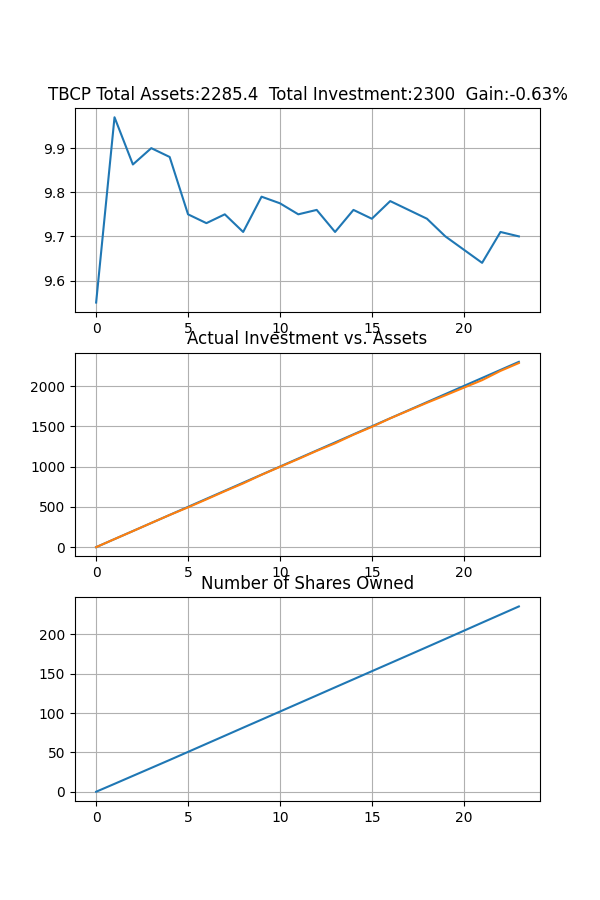 TBCP Total Assets:2285.4  Total Investment:2300  Gain:-0.63%
9.9
9.8
9.7
9.6
0 5 10 15 20
Actual Investment vs. Assets
2000
1500
1000
500
0
0 5 10 15 20
Number of Shares Owned
200
150
100
50
0
0 5 10 15 20